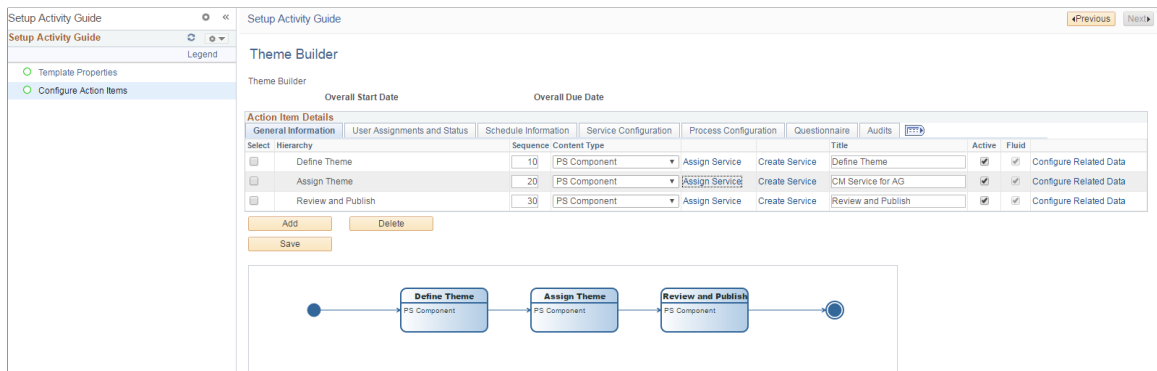 Setup Activity Guide
Setup Activity Guide
Legend
Template Properties
Configure Action Items
Setup Activity Guide
Previous
Next
Theme Builder
Theme Builder
Overall Start Date Overall Due Date
Action Item Details
General Information User Assignments and Status Schedule Information Service Configuration Process Configuration Questionnaire Audits
Select Hierarchy Sequence Content Type Title Active Fluid
Define Theme 10 PS Component Assign Service Create Service Define Theme Configure Related Data
Assign Theme 20 PS Component Assign Service Create Service CM Service for AG Configure Related Data
Review and Publish 30 PS Component Assign Service Create Service Review and Publish Configure Related Data
Add Delete
Save
Define Theme Assign Theme Review and Publish
PS Component PS Component PS Component